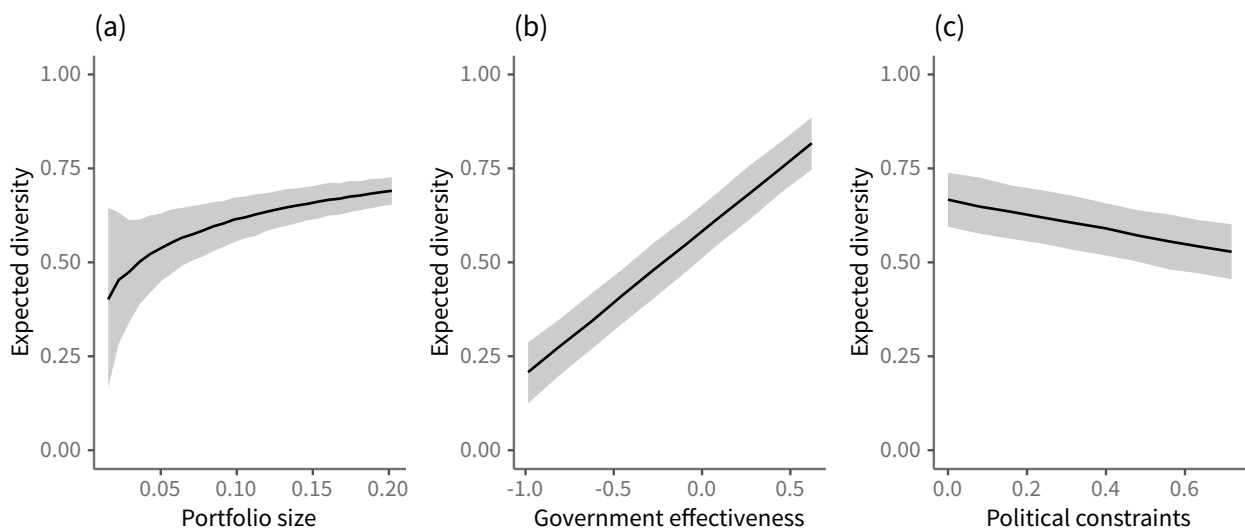 (a)
1.00
0.75
0.50
0.25
0.00
Expected diversity
0.05 0.10 0.15 0.20
Portfolio size
(b)
1.00
0.75
0.50
0.25
0.00
Expected diversity
-1.0 -0.5 0.0 0.5
Government effectiveness
(c)
1.00
0.75
0.50
0.25
0.00
Expected diversity
0.0 0.2 0.4 0.6
Political constraints